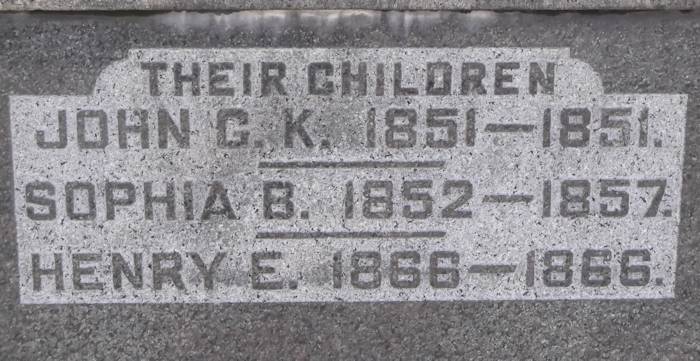 THEIR CHILDREN
JOHN G. K. 1851–1851.
SOPHIA B. 1852–1857.
HENRY E. 1866–1866.